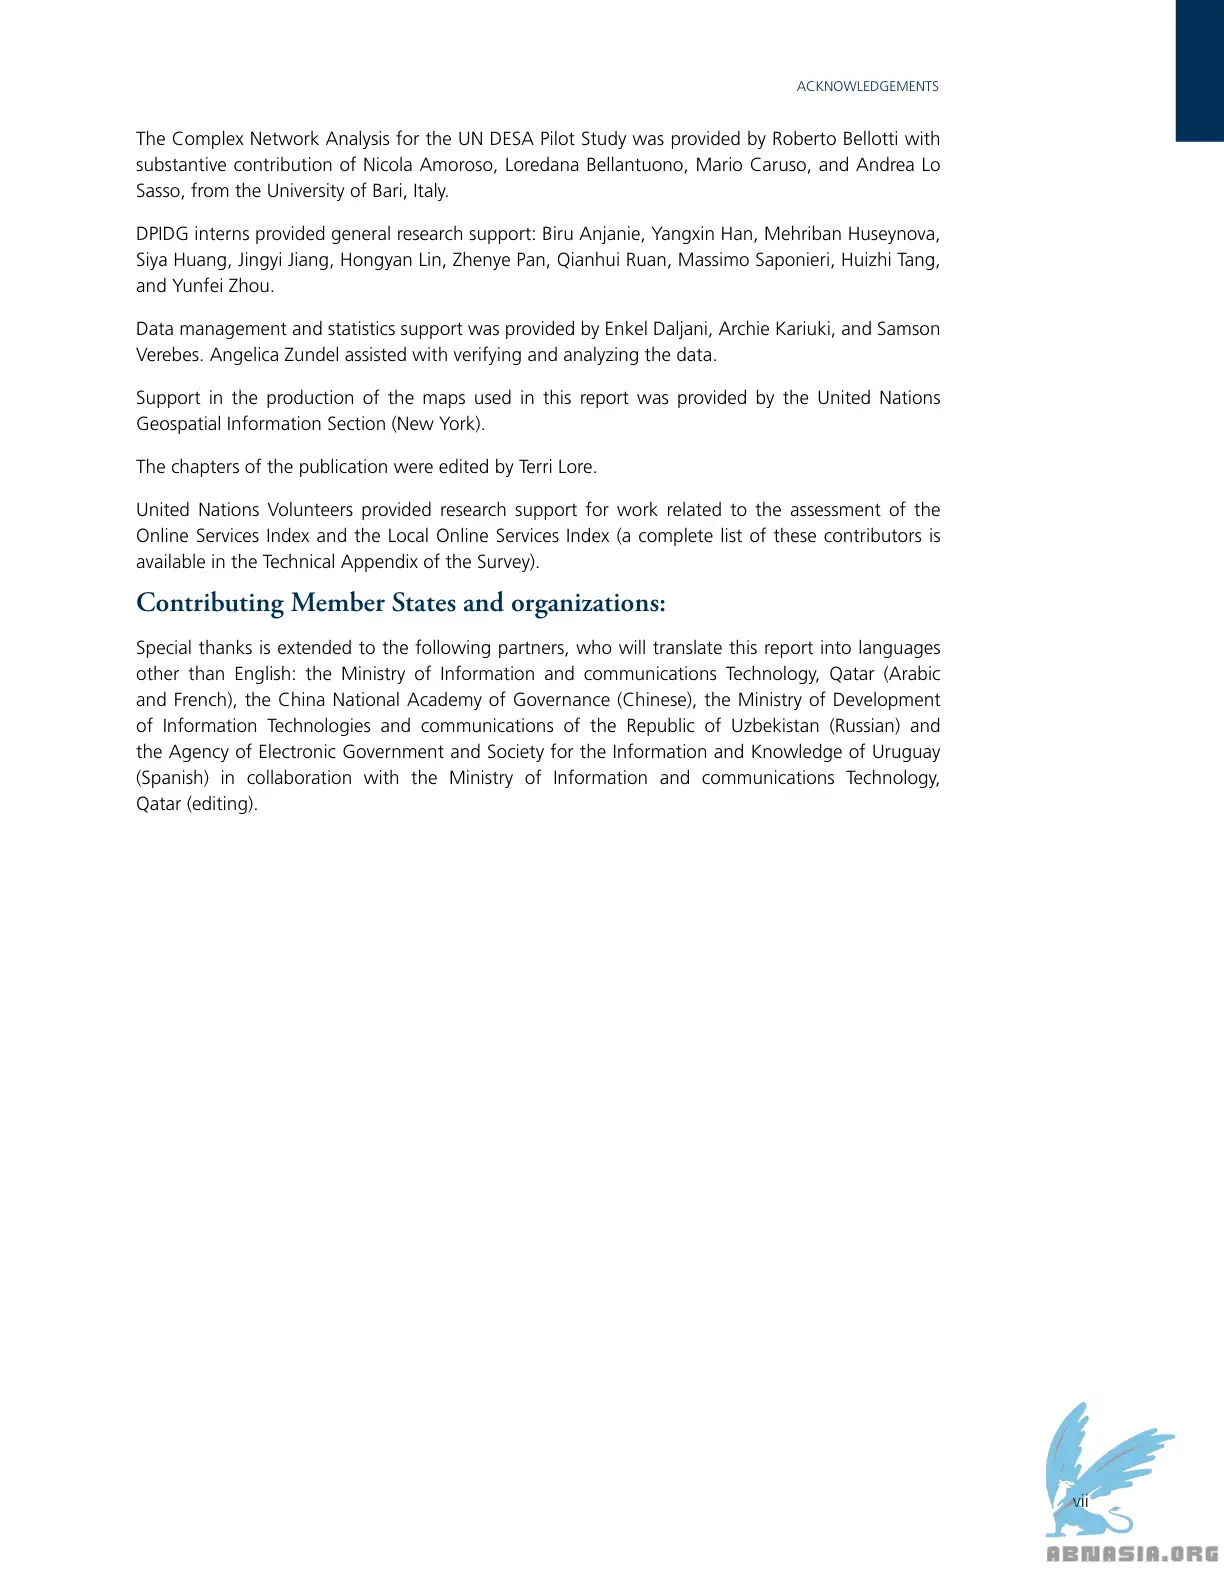 ACKNOWLEDGEMENTS
The Complex Network Analysis for the UN DESA Pilot Study was provided by Roberto Bellotti with
substantive contribution of Nicola Amoroso, Loredana Bellantuono, Mario Caruso, and Andrea Lo
Sasso, from the University of Bari, Italy.
DPIDG interns provided general research support: Biru Anjanie, Yangxin Han, Mehriban Huseynova,
Siya Huang, Jingyi Jiang, Hongyan Lin, Zhenye Pan, Qianhui Ruan, Massimo Saponieri, Huizhi Tang,
and Yunfei Zhou.
Data management and statistics support was provided by Enkel Daljani, Archie Kariuki, and Samson
Verebes. Angelica Zundel assisted with verifying and analyzing the data.
Support in the production of the maps used in this report was provided by the United Nations
Geospatial Information Section (New York).
The chapters of the publication were edited by Terri Lore.
United Nations Volunteers provided research support for work related to the assessment of the
Online Services Index and the Local Online Services Index (a complete list of these contributors is
available in the Technical Appendix of the Survey).
Contributing Member States and organizations:
Special thanks is extended to the following partners, who will translate this report into languages
other than English: the Ministry of Information and communications Technology, Qatar (Arabic
and French), the China National Academy of Governance (Chinese), the Ministry of Development
of Information Technologies and communications of the Republic of Uzbekistan (Russian) and
the Agency of Electronic Government and Society for the Information and Knowledge of Uruguay
(Spanish) in collaboration with the Ministry of Information and communications Technology,
Qatar (editing).
vii
ABNASIA.ORG